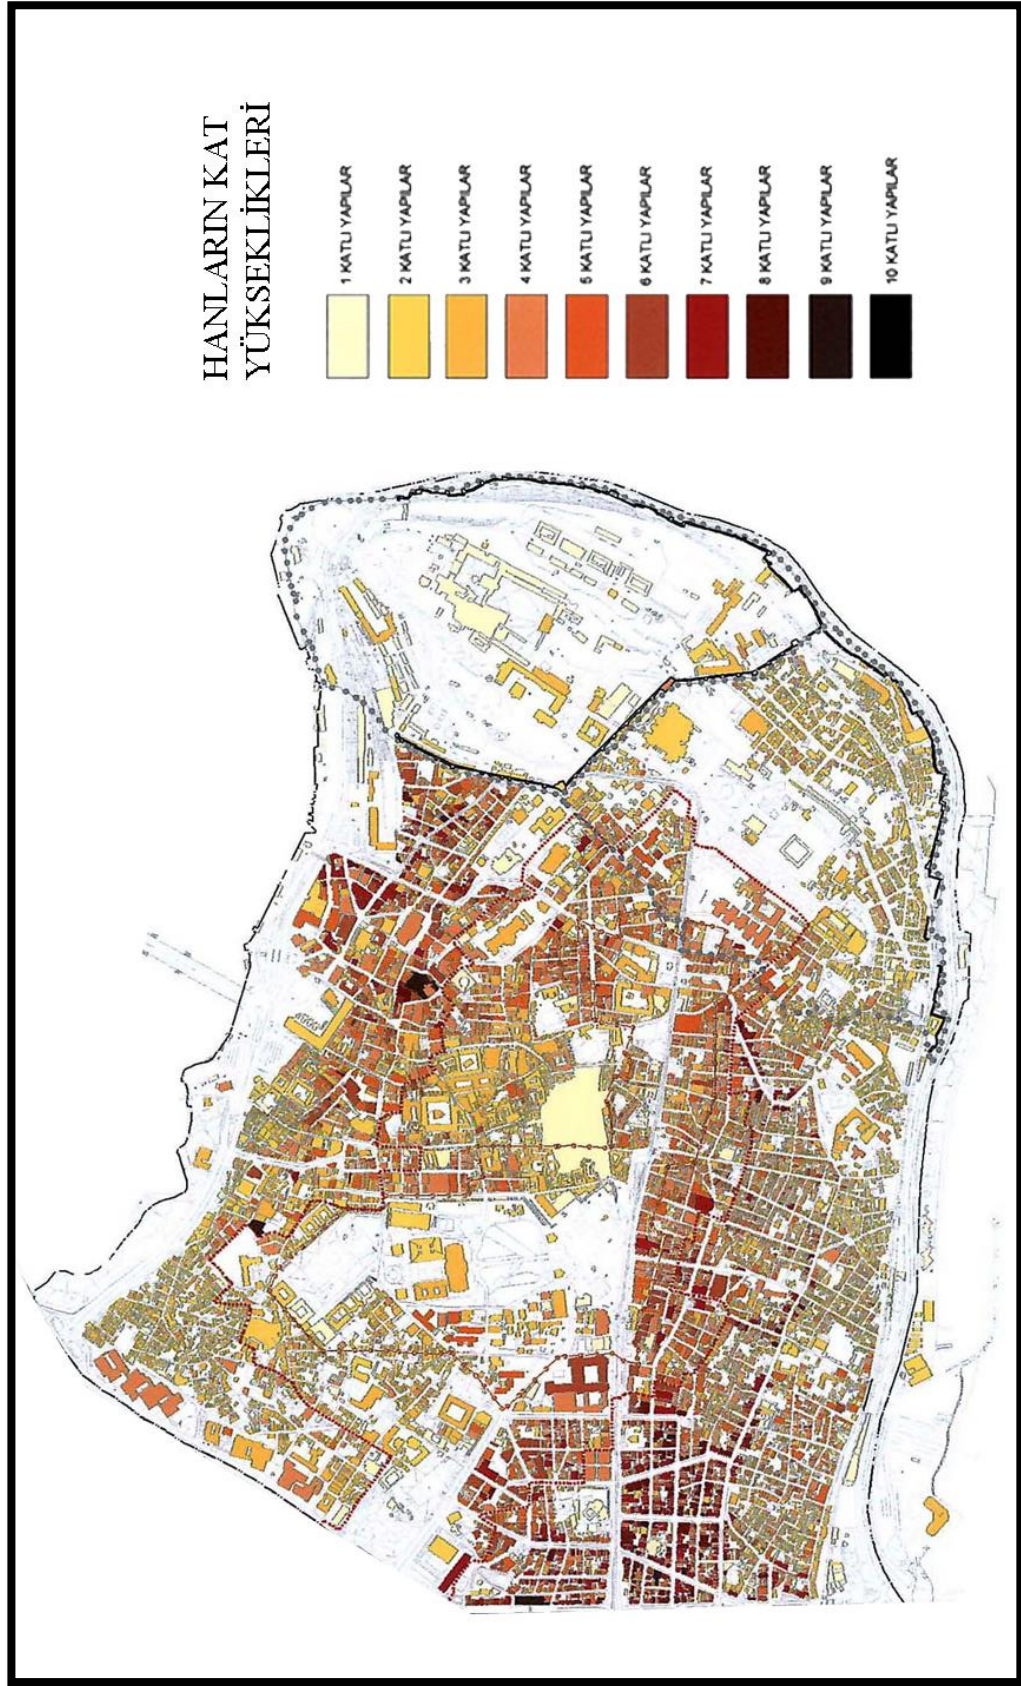 HANLARIN KAT
YÜKSEKLİKLERİ
1 KATLI YAPILAR
2 KATLI YAPILAR
3 KATLI YAPILAR
4 KATLI YAPILAR
5 KATLI YAPILAR
6 KATLI YAPILAR
7 KATLI YAPILAR
8 KATLI YAPILAR
9 KATLI YAPILAR
10 KATLI YAPILAR